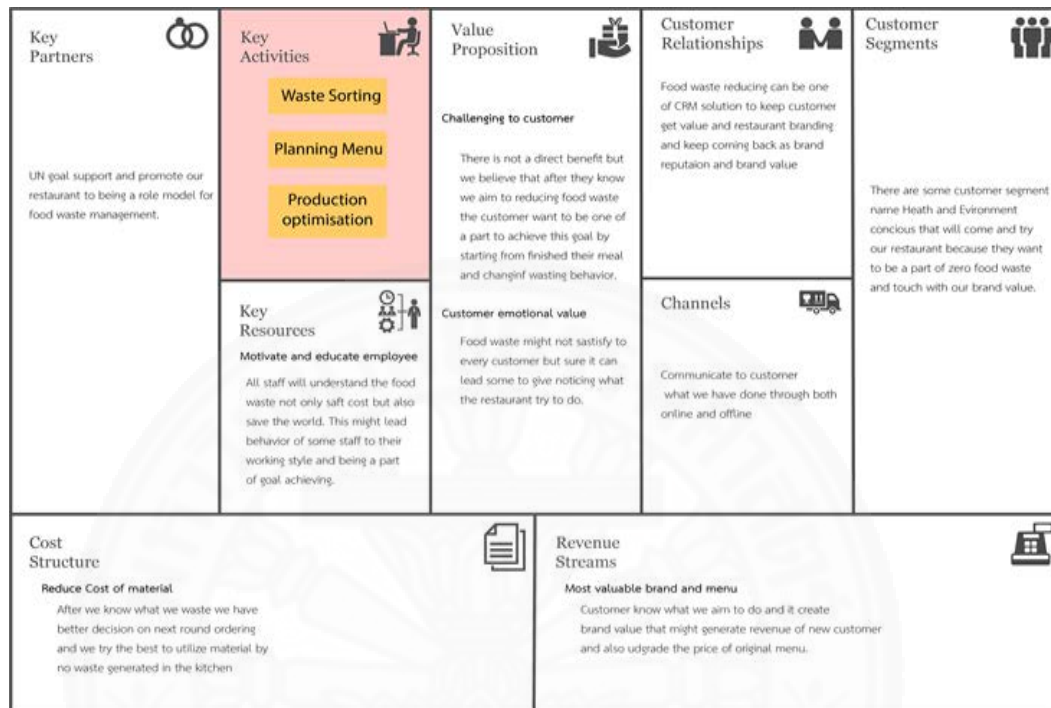 Key
Partners
UN goal support and promote our
restaurant to being a role model for
food waste management.
Key
Activities
Waste Sorting
Planning Menu
Production
optimisation
Key
Resources
Motivate and educate employee
All staff will understand the food
waste not only saft cost but also
save the world. This might lead
behavior of some staff to their
working style and being a part
of goal achieving.
Value
Proposition
Challenging to customer
There is not a direct benefit but
we believe that after they know
we aim to reducing food waste
the customer want to be one of
a part to achieve this goal by
starting from finished their meal
and changinf wasting behavior.
Customer emotional value
Food waste might not sastisfy to
every customer but sure it can
lead some to give noticing what
the restaurant try to do.
Customer
Relationships
Food waste reducing can be one
of CRM solution to keep customer
get value and restaurant branding
and keep coming back as brand
reputaion and brand value
Channels
Communicate to customer
what we have done through both
online and offline
Customer
Segments
There are some customer segment
name Heath and Evironment
concious that will come and try
our restaurant because they want
to be a part of zero food waste
and touch with our brand value.
Cost
Structure
Reduce Cost of material
After we know what we waste we have
better decision on next round ordering
and we try the best to utilize material by
no waste generated in the kitchen
Revenue
Streams
Most valuable brand and menu
Customer know what we aim to do and it create
brand value that might generate revenue of new customer
and also udgrade the price of original menu.